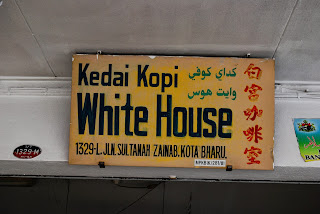 Kedai Kopi
White House
1329-L, JLN. SULTANAH ZAINAB, KOTA BHARU.
كداي كوفي
وايت هوس
白宮咖啡室
1329-M